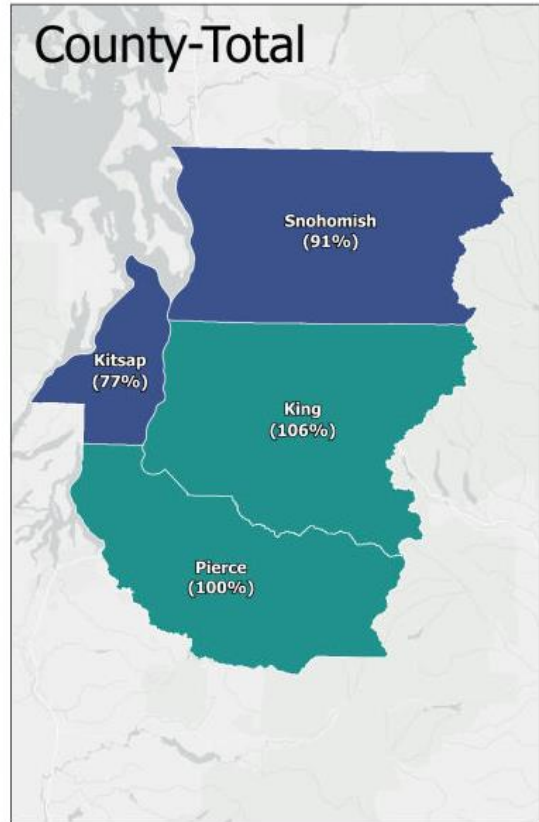 County-Total
Snohomish
(91%)
Kitsap
(77%)
King
(106%)
Pierce
(100%)